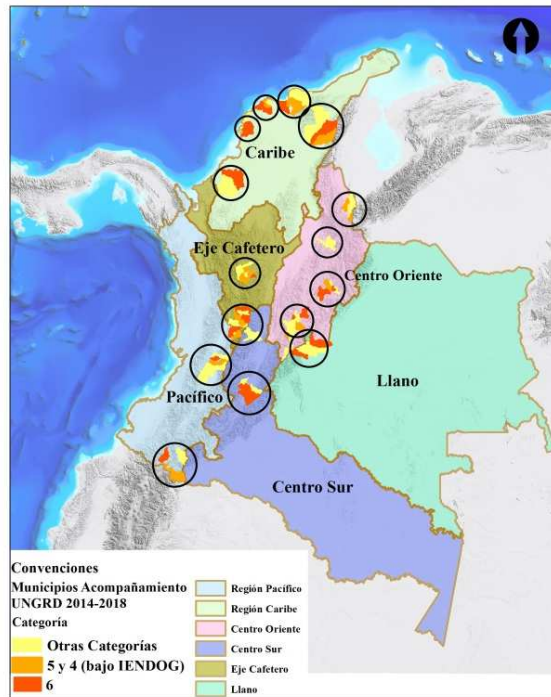 Caribe
Eje Cafetero
Centro Oriente
Llano
Pacífico
Centro Sur
Convenciones
Municipios Acompañamiento
UNGRD 2014-2018
Categoría
Otras Categorías
5 y 4 (bajo IENDOG)
6
Región Pacífico
Región Caribe
Centro Oriente
Centro Sur
Eje Cafetero
Llano